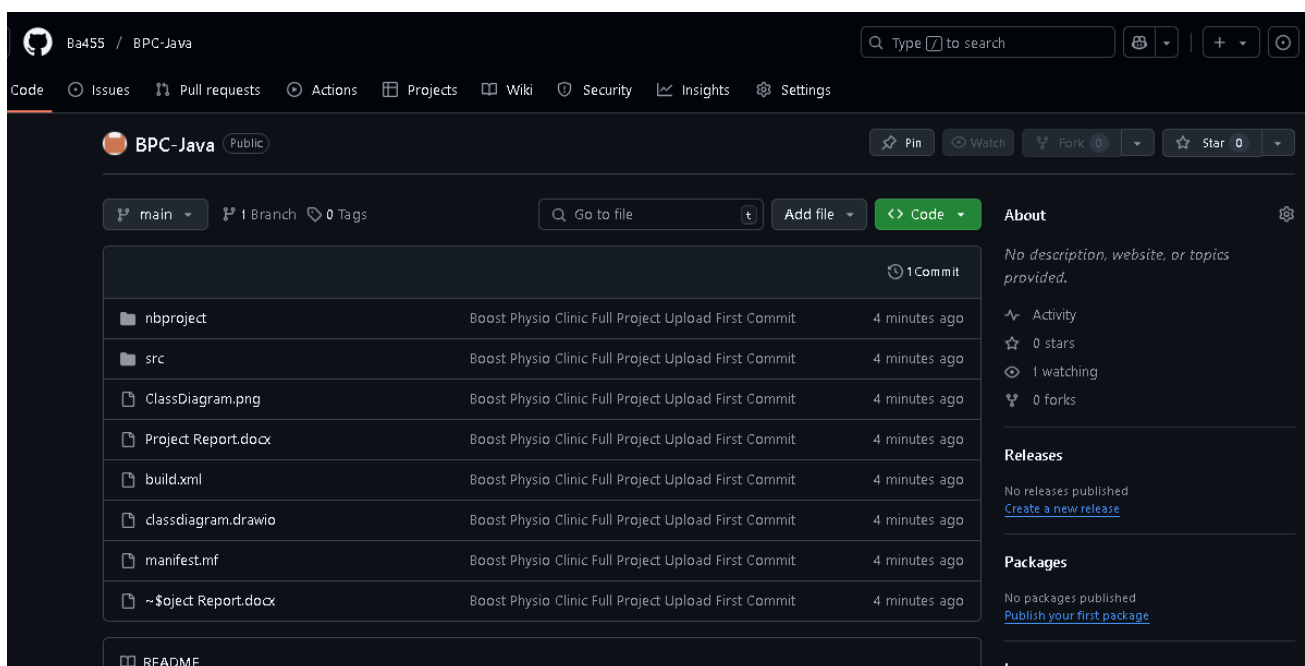 Ba455 / BPC-Java
Type / to search
Code Issues Pull requests Actions Projects Wiki Security Insights Settings
BPC-Java Public
Pin Watch Fork 0 Star 0
main 1 Branch 0 Tags Go to file t Add file Code
1 Commit
nbproject Boost Physio Clinic Full Project Upload First Commit 4 minutes ago
src Boost Physio Clinic Full Project Upload First Commit 4 minutes ago
ClassDiagram.png Boost Physio Clinic Full Project Upload First Commit 4 minutes ago
Project Report.docx Boost Physio Clinic Full Project Upload First Commit 4 minutes ago
build.xml Boost Physio Clinic Full Project Upload First Commit 4 minutes ago
classdiagram.drawio Boost Physio Clinic Full Project Upload First Commit 4 minutes ago
manifest.mf Boost Physio Clinic Full Project Upload First Commit 4 minutes ago
~$oject Report.docx Boost Physio Clinic Full Project Upload First Commit 4 minutes ago
README
About
No description, website, or topics
provided.
Activity
0 stars
1 watching
0 forks
Releases
No releases published
Create a new release
Packages
No packages published
Publish your first package